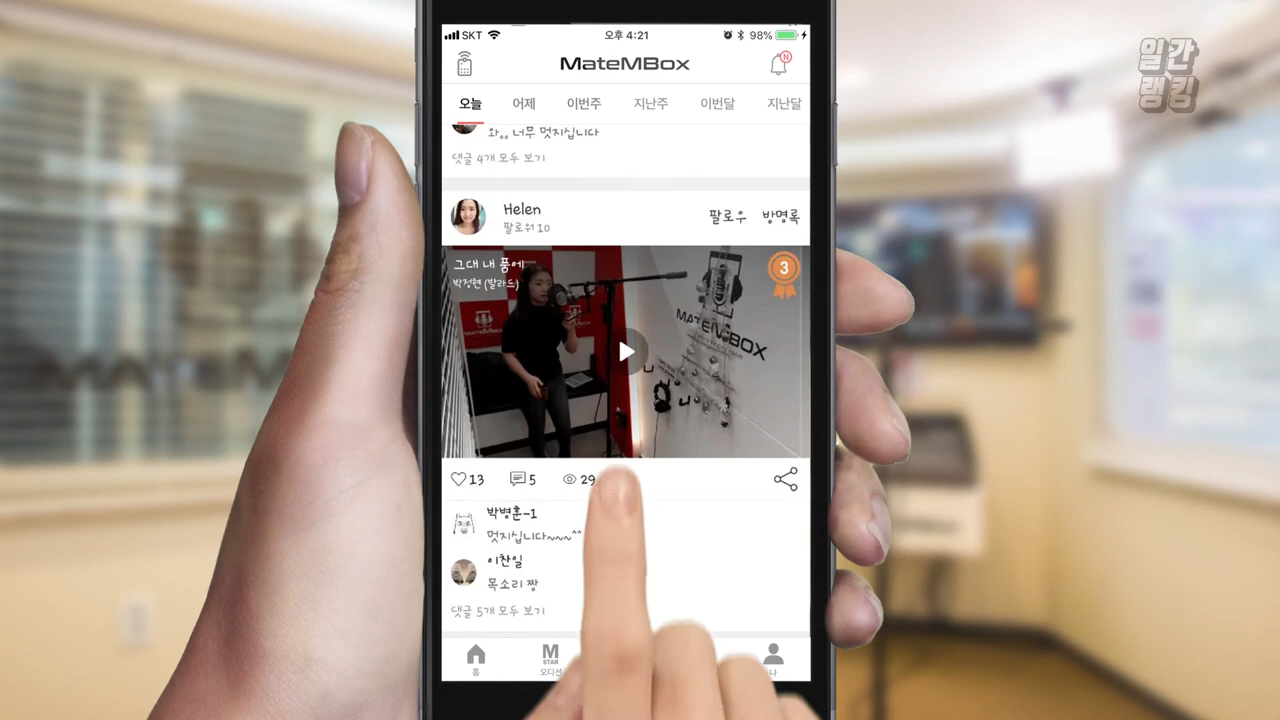 일간
랭킹
SKT
오후 4:21
98%
MateMBox
N
오늘 어제 이번주 지난주 이번달 지난달
와,, 너무 멋지십니다
댓글 4개 모두 보기
Helen
팔로워 10
팔로우 방명록
그대 내 품에
박정현 (발라드)
3
MATEMBOX
13 5 29
박병훈-1
멋지십니다~~~^^
이찬일
목소리 짱
댓글 5개 모두 보기
M
STAR
홈 오디션 나